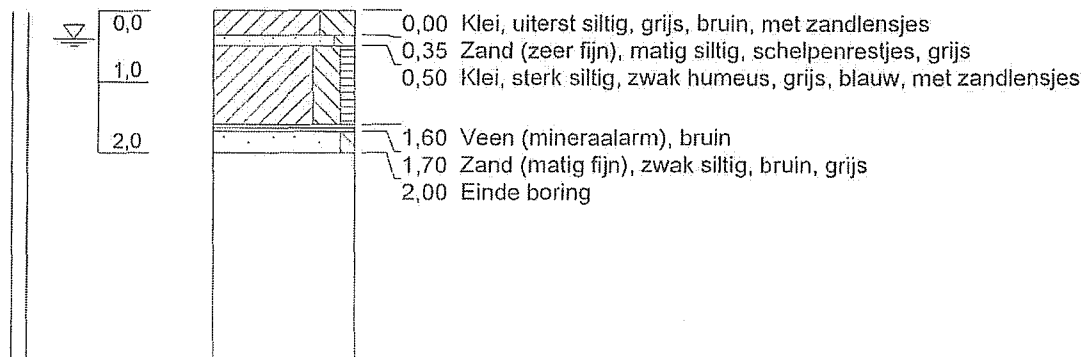 0,0
1,0
2,0
0,00 Klei, uiterst siltig, grijs, bruin, met zandlensjes
0,35 Zand (zeer fijn), matig siltig, schelpenrestjes, grijs
0,50 Klei, sterk siltig, zwak humeus, grijs, blauw, met zandlensjes
1,60 Veen (mineraalarm), bruin
1,70 Zand (matig fijn), zwak siltig, bruin, grijs
2,00 Einde boring